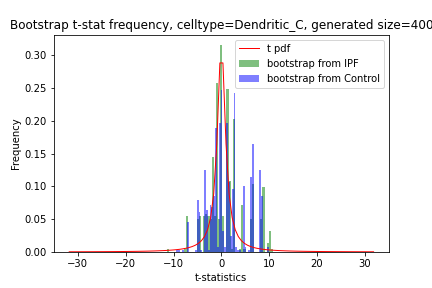 Bootstrap t-stat frequency, celltype=Dendritic_C, generated size=400
t pdf
bootstrap from IPF
bootstrap from Control
Frequency
0.30
0.25
0.20
0.15
0.10
0.05
0.00
−30 −20 −10 0 10 20 30
t-statistics